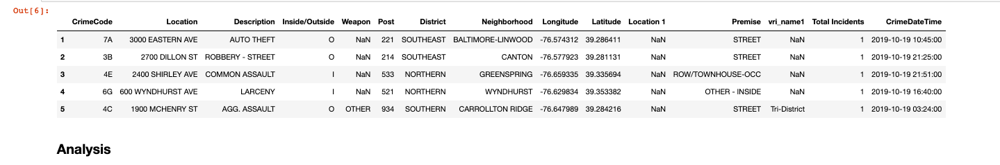 Out[6]:
CrimeCode Location Description Inside/Outside Weapon Post District Neighborhood Longitude Latitude Location 1 Premise vri_name1 Total Incidents CrimeDateTime
1 7A 3000 EASTERN AVE AUTO THEFT O NaN 221 SOUTHEAST BALTIMORE-LINWOOD -76.574312 39.286411 NaN STREET NaN 1 2019-10-19 10:45:00
2 3B 2700 DILLON ST ROBBERY - STREET O NaN 214 SOUTHEAST CANTON -76.577923 39.281131 NaN STREET NaN 1 2019-10-19 21:25:00
3 4E 2400 SHIRLEY AVE COMMON ASSAULT I NaN 533 NORTHERN GREENSPRING -76.659335 39.335694 NaN ROW/TOWNHOUSE-OCC NaN 1 2019-10-19 21:51:00
4 6G 600 WYNDHURST AVE LARCENY I NaN 521 NORTHERN WYNDHURST -76.629834 39.353382 NaN OTHER - INSIDE NaN 1 2019-10-19 16:40:00
5 4C 1900 MCHENRY ST AGG. ASSAULT O OTHER 934 SOUTHERN CARROLLTON RIDGE -76.647989 39.284216 NaN STREET Tri-District 1 2019-10-19 03:24:00
Analysis